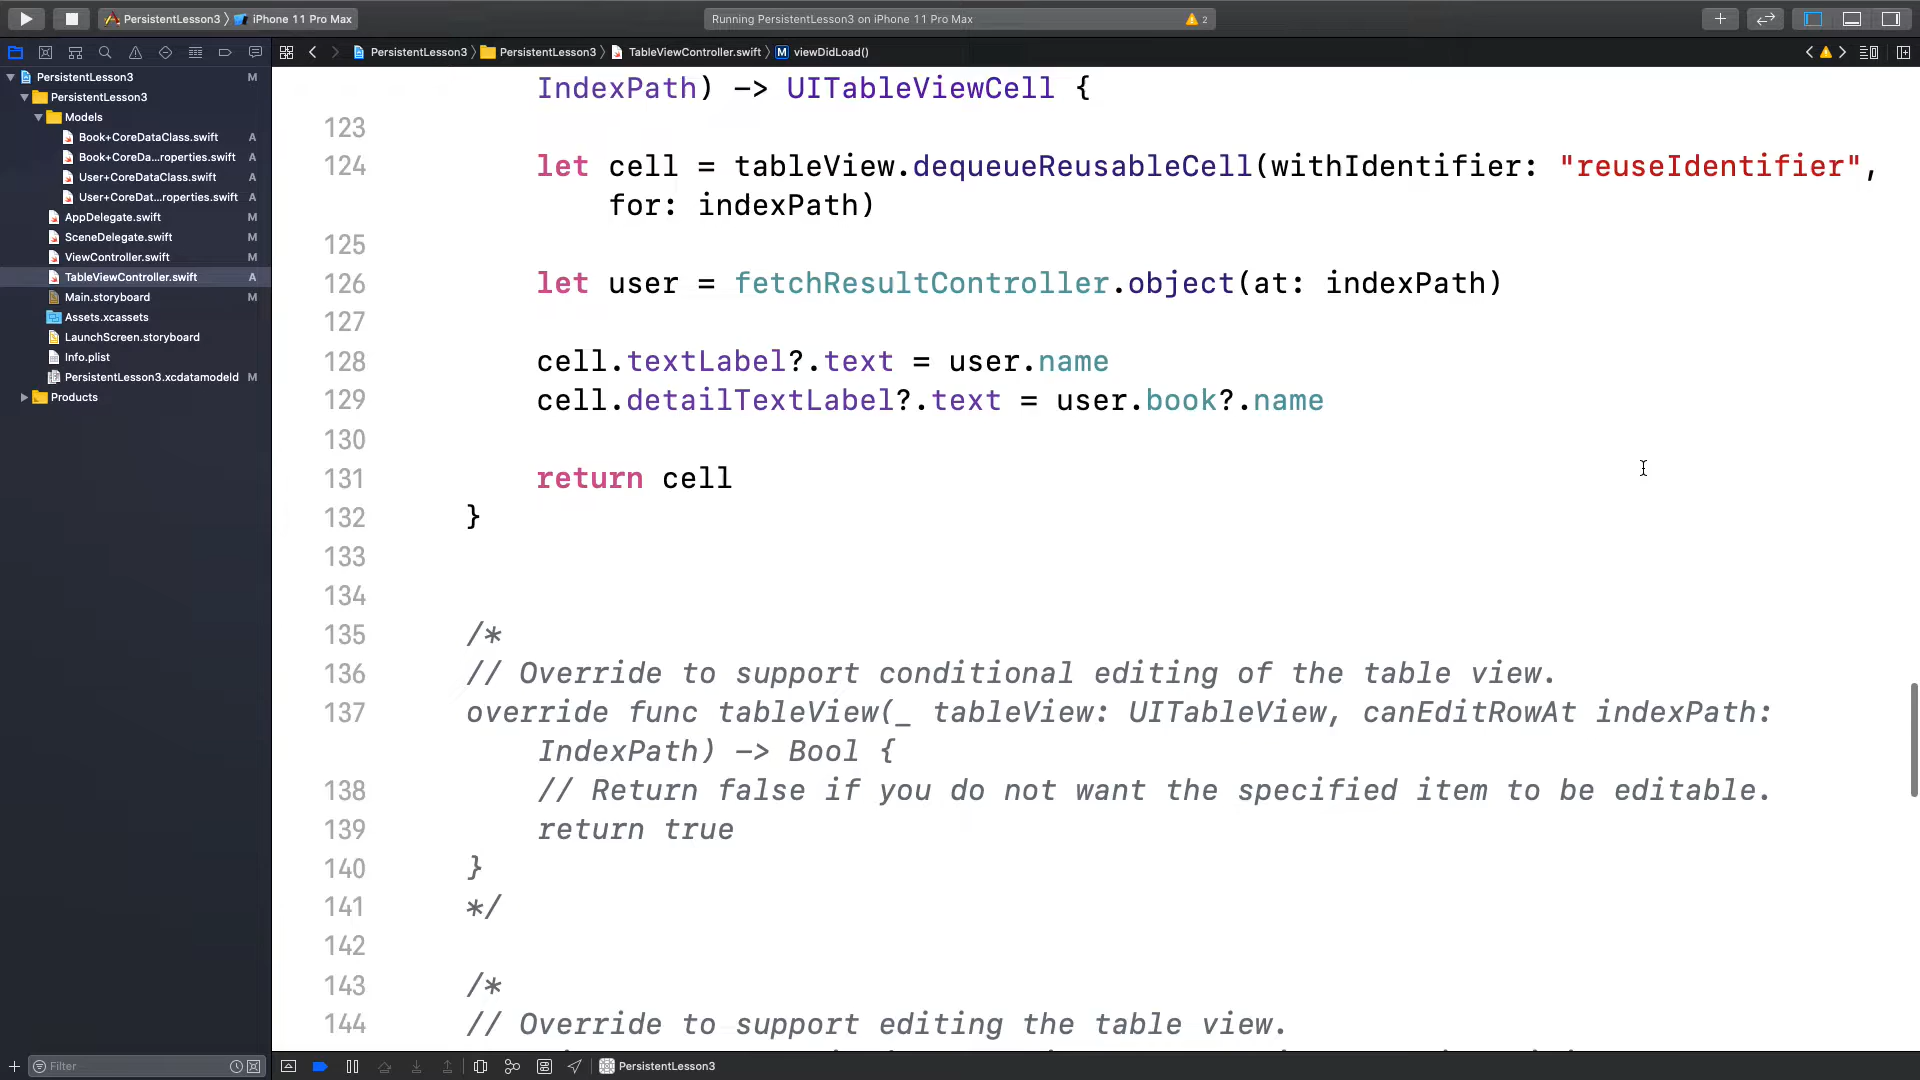 PersistentLesson3 〉 iPhone 11 Pro Max
Running PersistentLesson3 on iPhone 11 Pro Max
2
PersistentLesson3 〉 PersistentLesson3 〉 TableViewController.swift 〉 M viewDidLoad()
PersistentLesson3 M
PersistentLesson3
Models
Book+CoreDataClass.swift A
Book+CoreDa...roperties.swift A
User+CoreDataClass.swift A
User+CoreDat...roperties.swift A
AppDelegate.swift M
SceneDelegate.swift M
ViewController.swift M
TableViewController.swift A
Main.storyboard M
Assets.xcassets
LaunchScreen.storyboard
Info.plist
PersistentLesson3.xcdatamodeld M
Products
Filter
IndexPath) -> UITableViewCell {
123
124 let cell = tableView.dequeueReusableCell(withIdentifier: "reuseIdentifier",
for: indexPath)
125
126 let user = fetchResultController.object(at: indexPath)
127
128 cell.textLabel?.text = user.name
129 cell.detailTextLabel?.text = user.book?.name
130
131 return cell
132 }
133
134
135 /*
136 // Override to support conditional editing of the table view.
137 override func tableView(_ tableView: UITableView, canEditRowAt indexPath:
IndexPath) -> Bool {
138 // Return false if you do not want the specified item to be editable.
139 return true
140 }
141 */
142
143 /*
144 // Override to support editing the table view.
PersistentLesson3